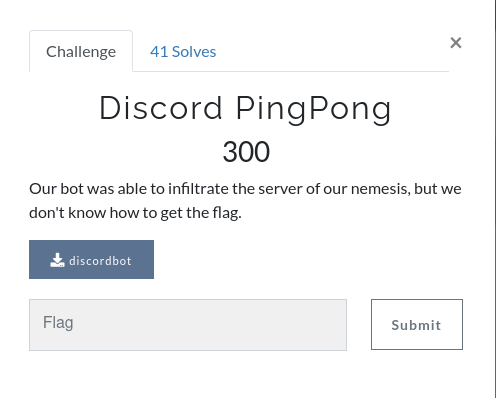 Challenge
41 Solves
×
Discord PingPong
300
Our bot was able to infiltrate the server of our nemesis, but we
don't know how to get the flag.
discordbot
Flag
Submit